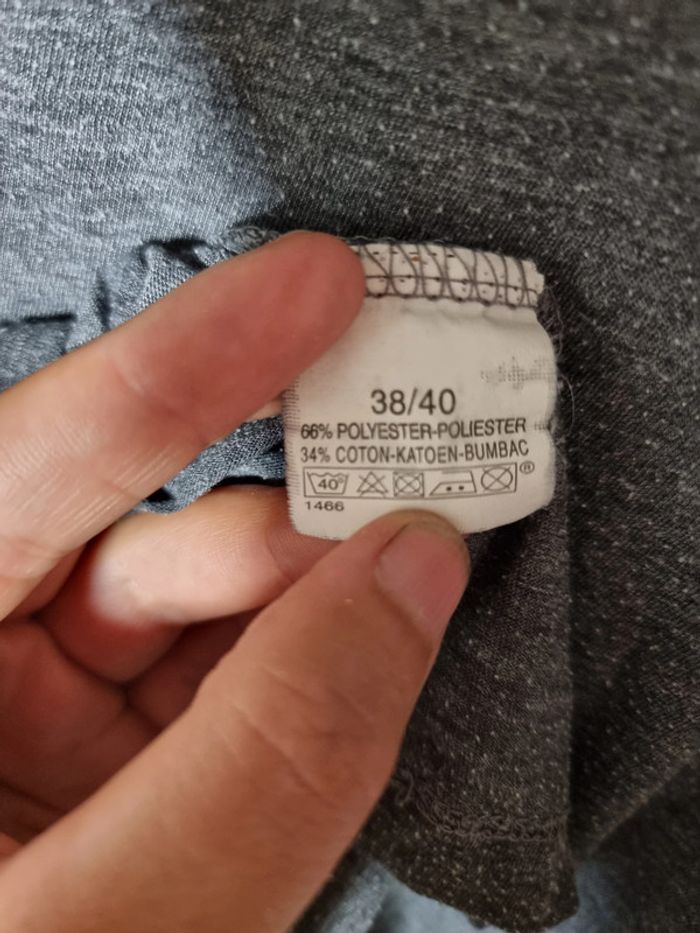 38/40
66% POLYESTER-POLIESTER
34% COTON-KATOEN-BUMBAC
40°
®
1466